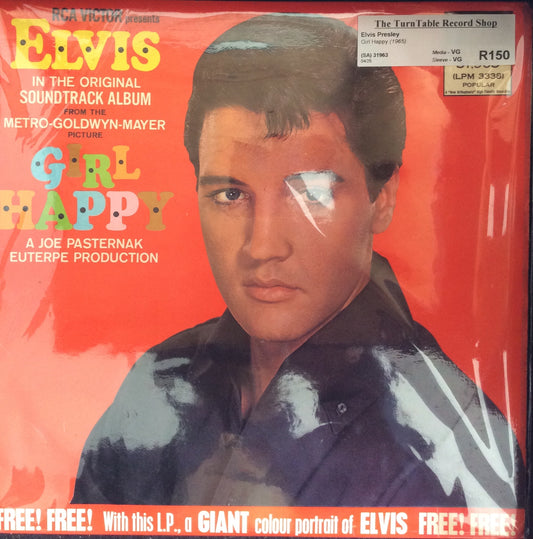 RCA VICTOR presents
ELVIS
IN THE ORIGINAL
SOUNDTRACK ALBUM
FROM THE
METRO-GOLDWYN-MAYER
PICTURE
GIRL
HAPPY
A JOE PASTERNAK
EUTERPE PRODUCTION
The TurnTable Record Shop
Elvis Presley
Girl Happy (1965)
(SA) 31963
Media - VG
Sleeve - VG
R150
(LPM 3338)
POPULAR
FREE! FREE! With this L.P., a GIANT colour portrait of ELVIS FREE! FREE!